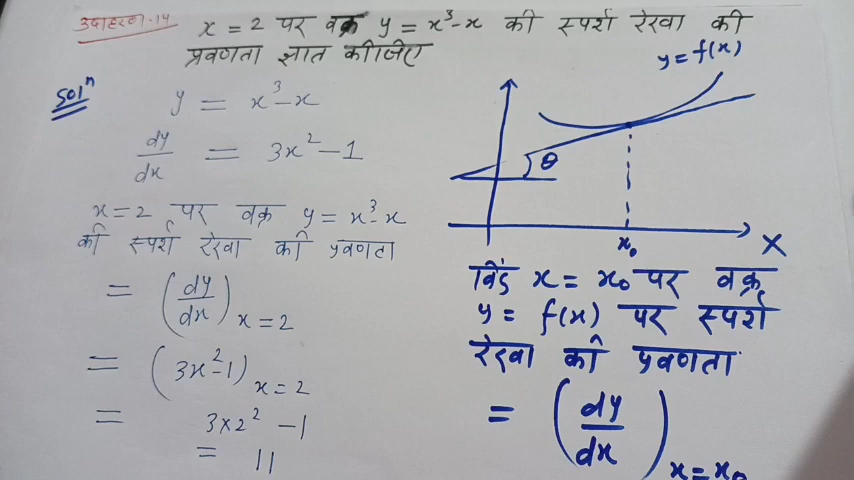 उदाहरण-14
x = 2 पर वक्र y = x³-x की स्पर्श रेखा की
प्रवणता ज्ञात कीजिए
Solⁿ
y = x³-x
dy/dx = 3x²-1
x=2 पर वक्र y = x³-x
की स्पर्श रेखा की प्रवणता
= (dy/dx) x=2
= (3x²-1) x=2
= 3×2² -1
= 11
y=f(x)
θ
x₀
X
बिंदु x = x₀ पर वक्र
y = f(x) पर स्पर्श
रेखा की प्रवणता
= (dy/dx) x=x₀